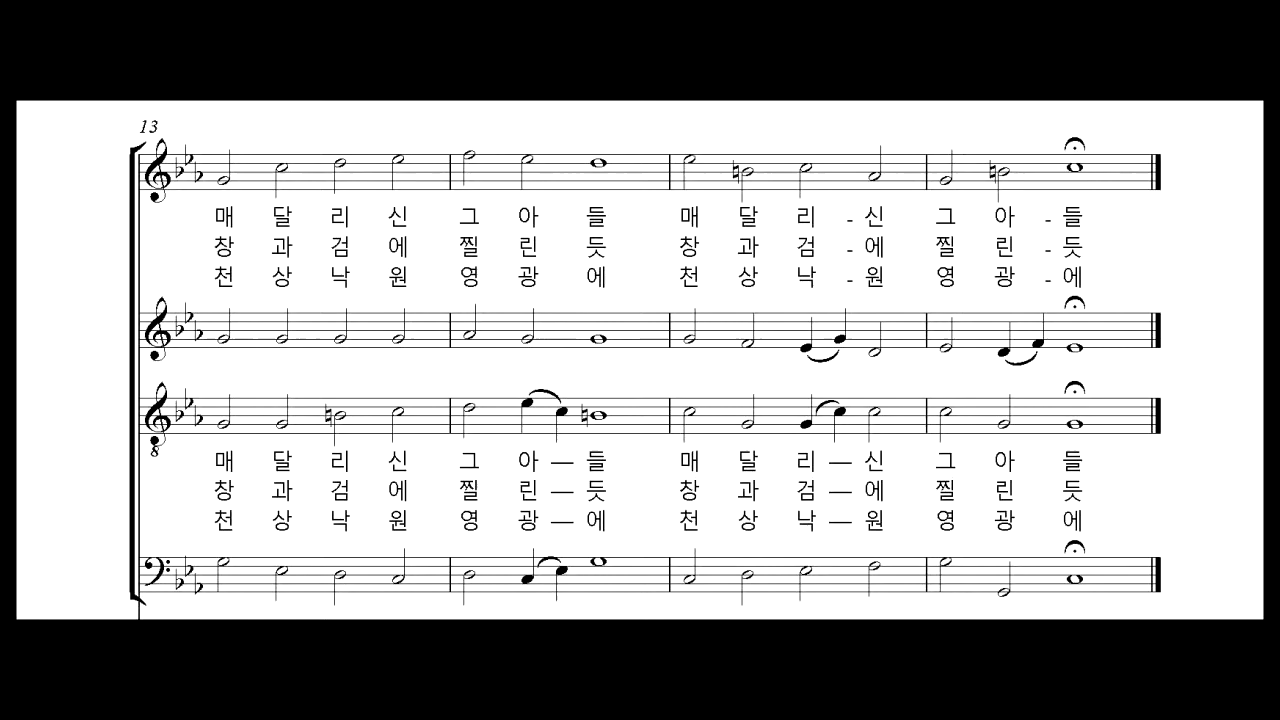 13
매 달 리 신 그 아 들 매 달 리 - 신 그 아 - 들
창 과 검 에 찔 린 듯 창 과 검 - 에 찔 린 - 듯
천 상 낙 원 영 광 에 천 상 낙 - 원 영 광 - 에
8
매 달 리 신 그 아 — 들 매 달 리 — 신 그 아 들
창 과 검 에 찔 린 — 듯 창 과 검 — 에 찔 린 듯
천 상 낙 원 영 광 — 에 천 상 낙 — 원 영 광 에